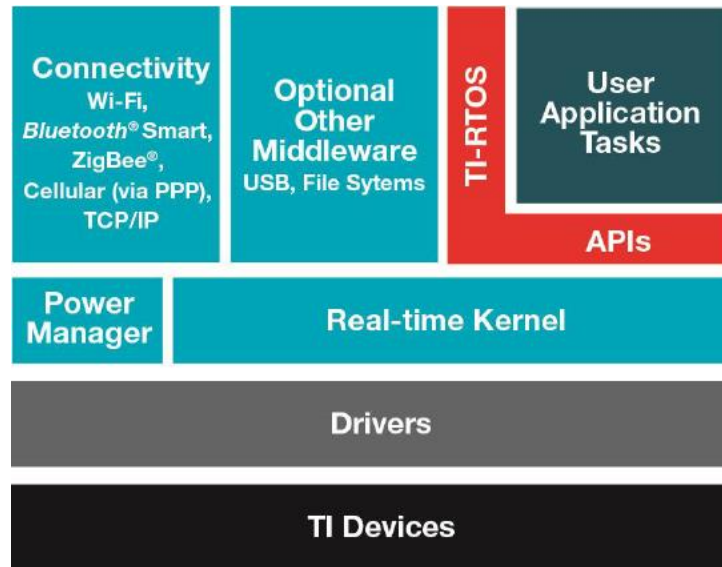 Connectivity
Wi-Fi,
Bluetooth® Smart,
ZigBee®,
Cellular (via PPP),
TCP/IP
Optional
Other
Middleware
USB, File Sytems
TI-RTOS
User
Application
Tasks
APIs
Power
Manager
Real-time Kernel
Drivers
TI Devices